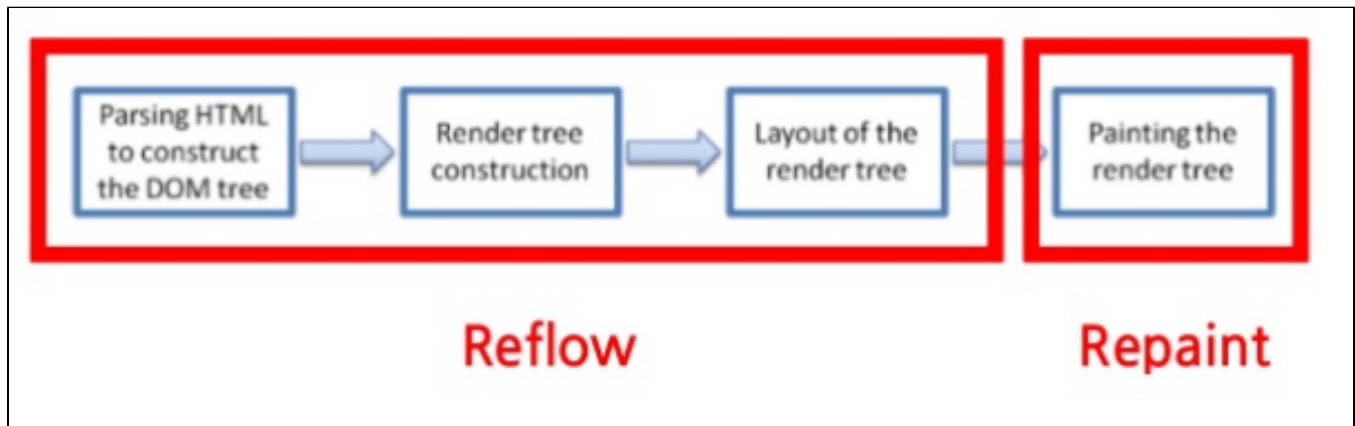 Parsing HTML
to construct
the DOM tree
Render tree
construction
Layout of the
render tree
Painting the
render tree
Reflow
Repaint